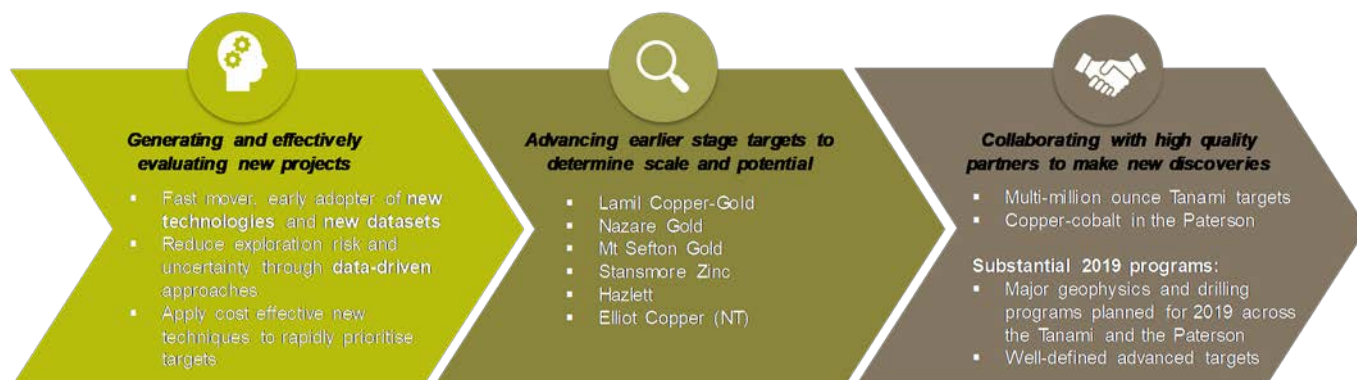 Generating and effectively
evaluating new projects
▪ Fast mover, early adopter of new
technologies and new datasets
▪ Reduce exploration risk and
uncertainty through data-driven
approaches
▪ Apply cost effective new
techniques to rapidly prioritise
targets
Advancing earlier stage targets to
determine scale and potential
▪ Lamil Copper-Gold
▪ Nazare Gold
▪ Mt Sefton Gold
▪ Stansmore Zinc
▪ Hazlett
▪ Elliot Copper (NT)
Collaborating with high quality
partners to make new discoveries
▪ Multi-million ounce Tanami targets
▪ Copper-cobalt in the Paterson
Substantial 2019 programs:
▪ Major geophysics and drilling
programs planned for 2019 across
the Tanami and the Paterson
▪ Well-defined advanced targets